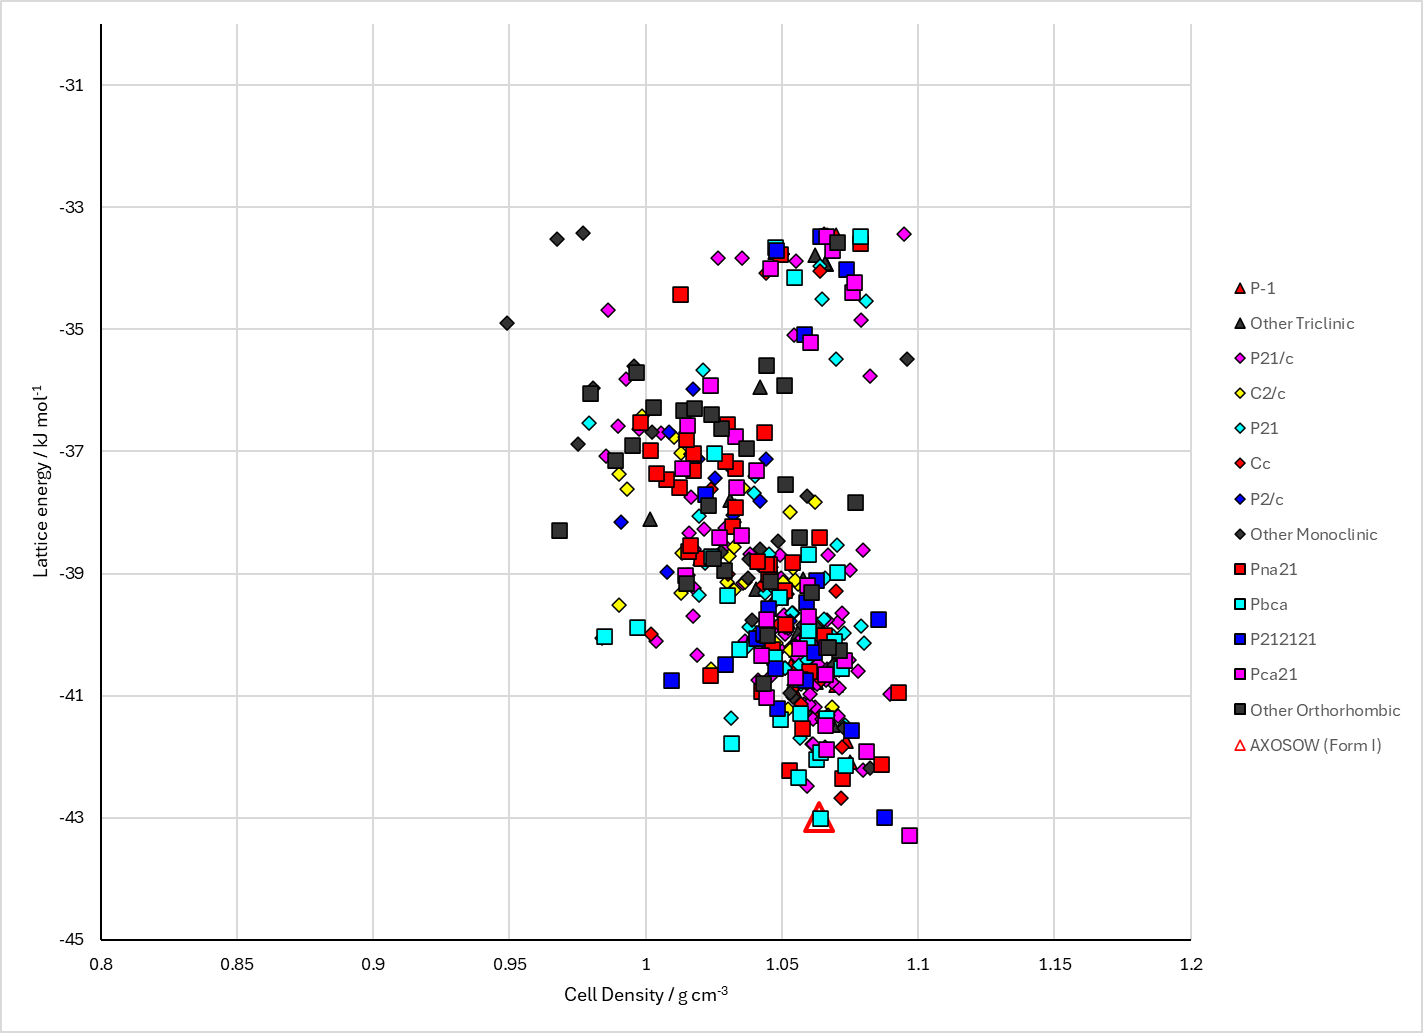 -31
-33
-35
-37
-39
-41
-43
-45
Lattice energy / kJ mol-1
0.8 0.85 0.9 0.95 1 1.05 1.1 1.15 1.2
Cell Density / g cm-3
P-1
Other Triclinic
P21/c
C2/c
P21
Cc
P2/c
Other Monoclinic
Pna21
Pbca
P212121
Pca21
Other Orthorhombic
AXOSOW (Form I)